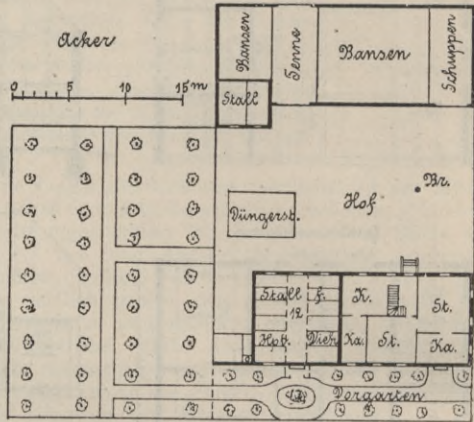 Acker
Bansen
Tenne
Bansen
Schuppen
0 5 10 15 m
Stall
Br.
Hof
Düngerst.
Stall f.
12
Hpt. Vieh
K.
St.
Ka.
St.
Ka.
Vorgarten